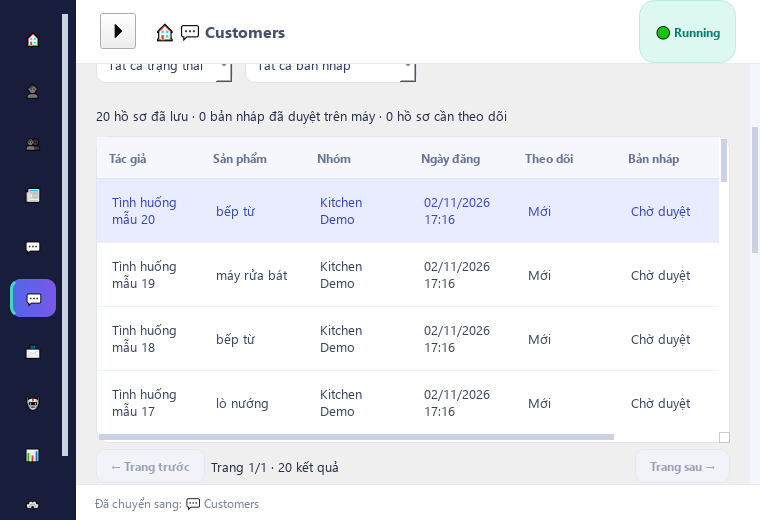 Customers
Running
Tất cả trạng thái
Tất cả bản nháp
20 hồ sơ đã lưu · 0 bản nháp đã duyệt trên máy · 0 hồ sơ cần theo dõi
Tác giả Sản phẩm Nhóm Ngày đăng Theo dõi Bản nháp
Tình huống mẫu 20 bếp từ Kitchen Demo 02/11/2026 17:16 Mới Chờ duyệt
Tình huống mẫu 19 máy rửa bát Kitchen Demo 02/11/2026 17:16 Mới Chờ duyệt
Tình huống mẫu 18 bếp từ Kitchen Demo 02/11/2026 17:16 Mới Chờ duyệt
Tình huống mẫu 17 lò nướng Kitchen Demo 02/11/2026 17:16 Mới Chờ duyệt
← Trang trước Trang 1/1 · 20 kết quả Trang sau →
Đã chuyển sang: 💬 Customers